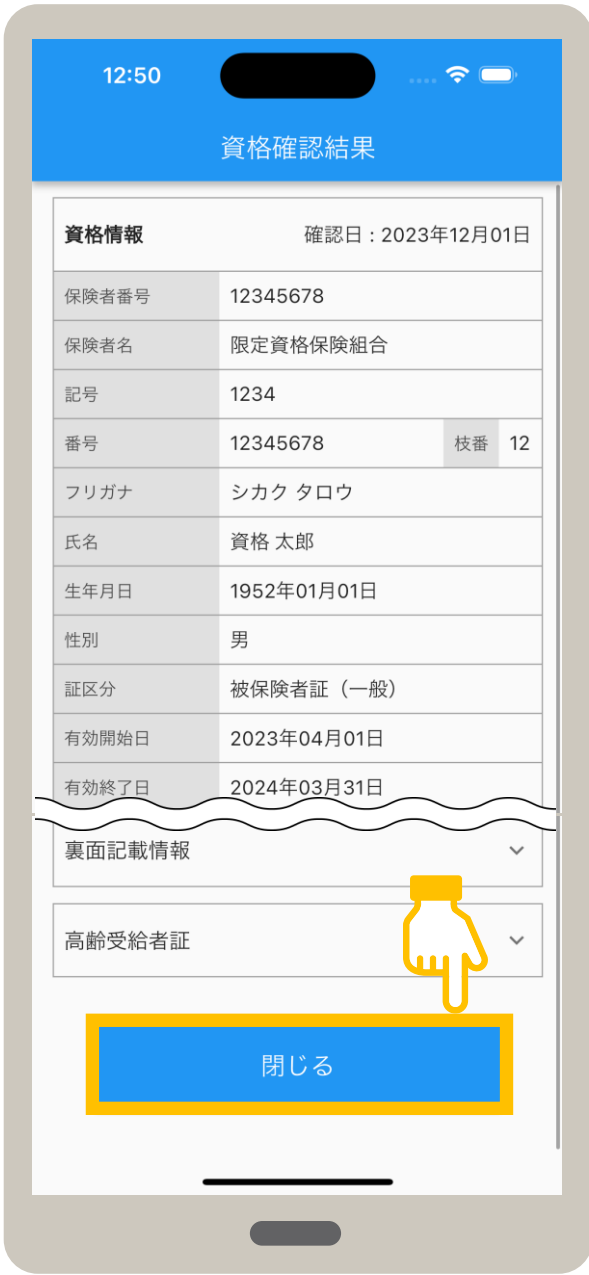 12:50
資格確認結果
資格情報 確認日:2023年12月01日
保険者番号 12345678
保険者名 限定資格保険組合
記号 1234
番号 12345678 枝番 12
フリガナ シカク タロウ
氏名 資格 太郎
生年月日 1952年01月01日
性別 男
証区分 被保険者証（一般）
有効開始日 2023年04月01日
有効終了日 2024年03月31日
裏面記載情報
高齢受給者証
閉じる